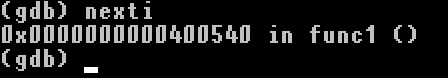 (gdb) nexti
0x0000000000400540 in func1 ()
(gdb) _